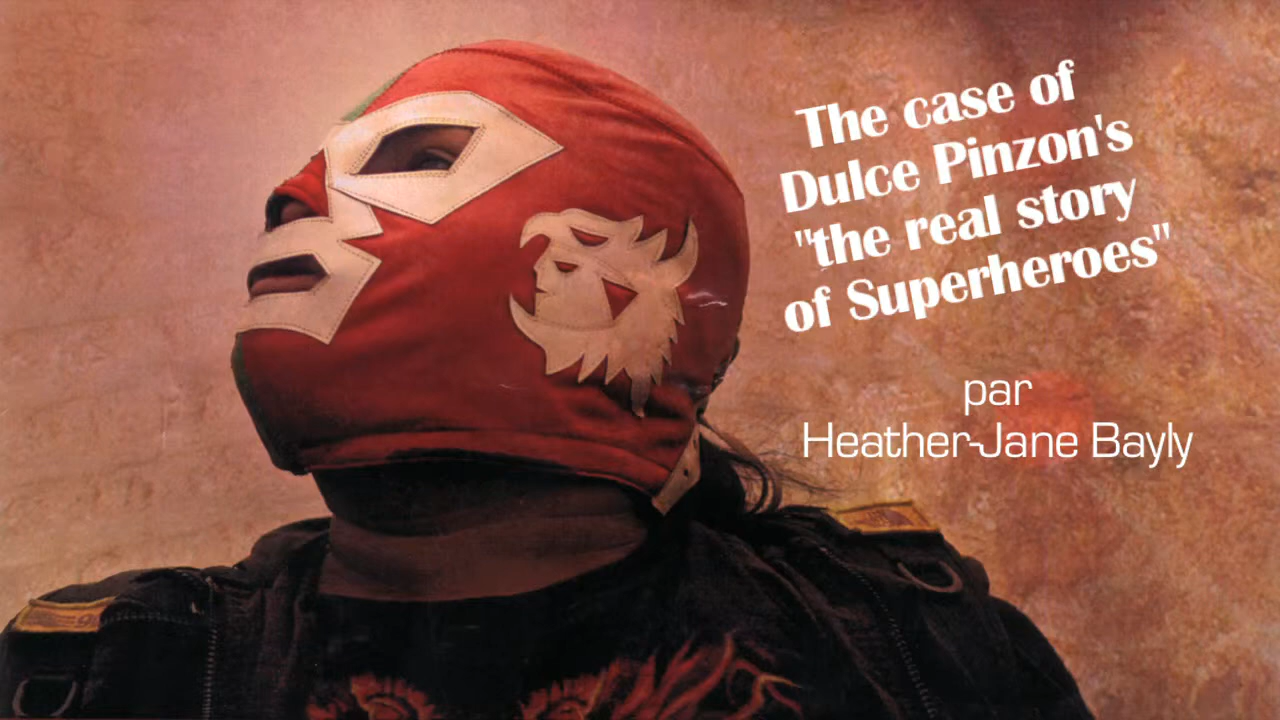 The case of
Dulce Pinzon's
"the real story
of Superheroes"
par
Heather-Jane Bayly